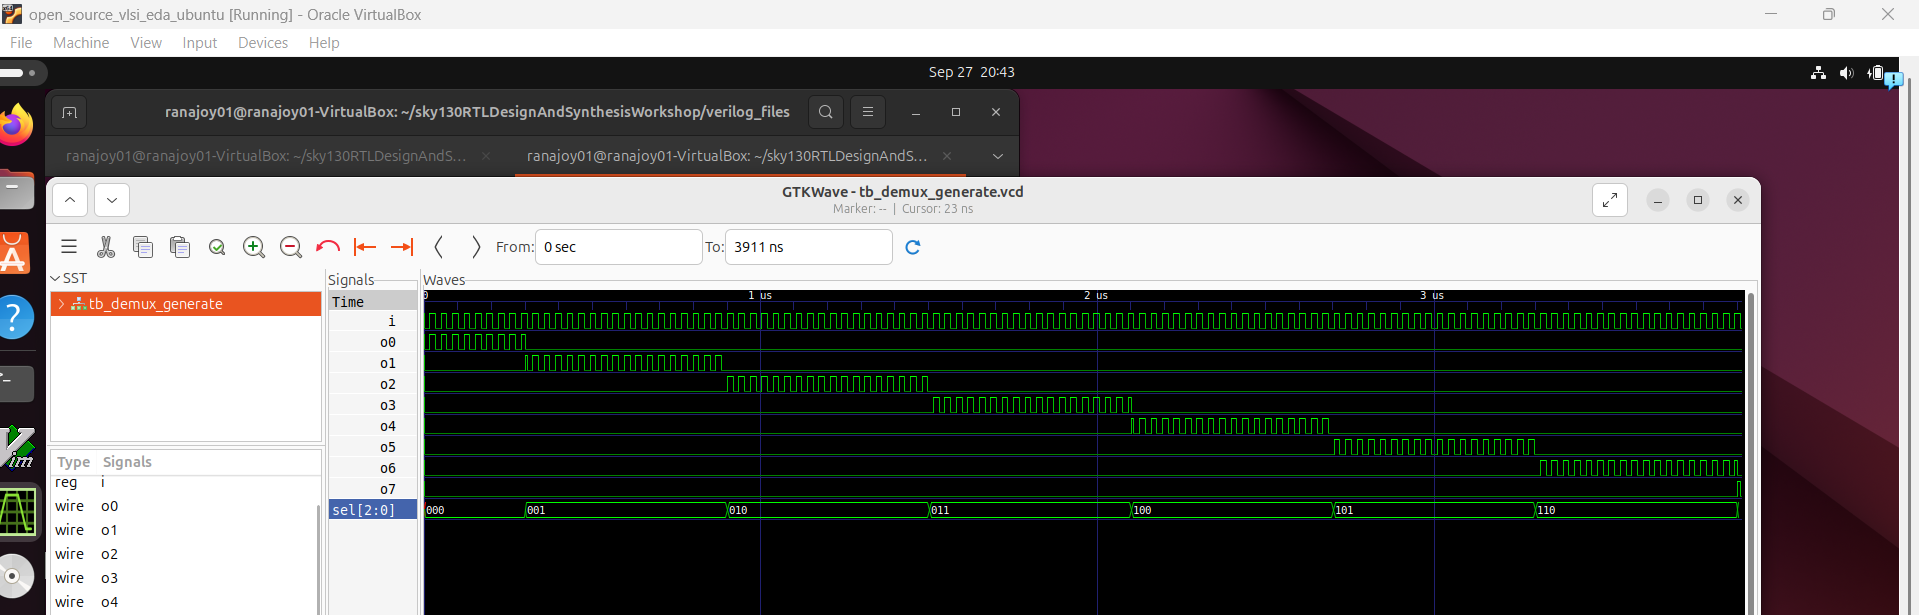 open_source_vlsi_eda_ubuntu [Running] - Oracle VirtualBox
File Machine View Input Devices Help
Sep 27 20:43
ranajoy01@ranajoy01-VirtualBox: ~/sky130RTLDesignAndSynthesisWorkshop/verilog_files
ranajoy01@ranajoy01-VirtualBox: ~/sky130RTLDesignAndS... ranajoy01@ranajoy01-VirtualBox: ~/sky130RTLDesignAndS...
GTKWave - tb_demux_generate.vcd
Marker: -- | Cursor: 23 ns
From: 0 sec To: 3911 ns
SST
tb_demux_generate
Type Signals
reg i
wire o0
wire o1
wire o2
wire o3
wire o4
Signals
Time
i
o0
o1
o2
o3
o4
o5
o6
o7
sel[2:0]
Waves
0 1 us 2 us 3 us
000 001 010 011 100 101 110